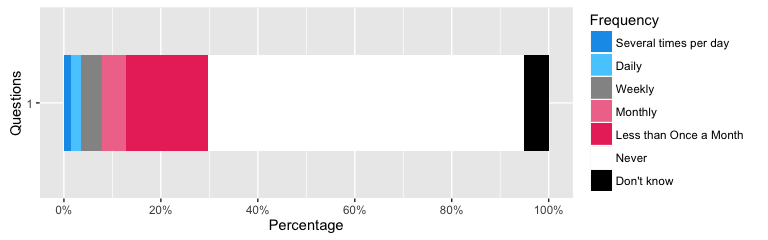 Questions
1
0%
20%
40%
60%
80%
100%
Percentage
Frequency
Several times per day
Daily
Weekly
Monthly
Less than Once a Month
Never
Don't know